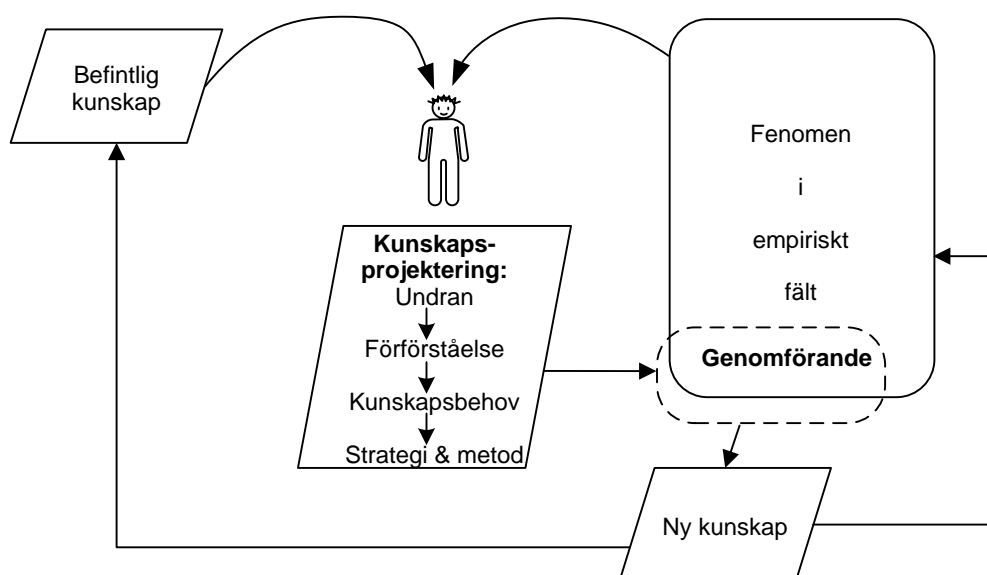 Befintlig
kunskap
Fenomen
i
empiriskt
fält
Kunskaps-
projektering:
Undran
Förförståelse
Kunskapsbehov
Strategi & metod
Genomförande
Ny kunskap